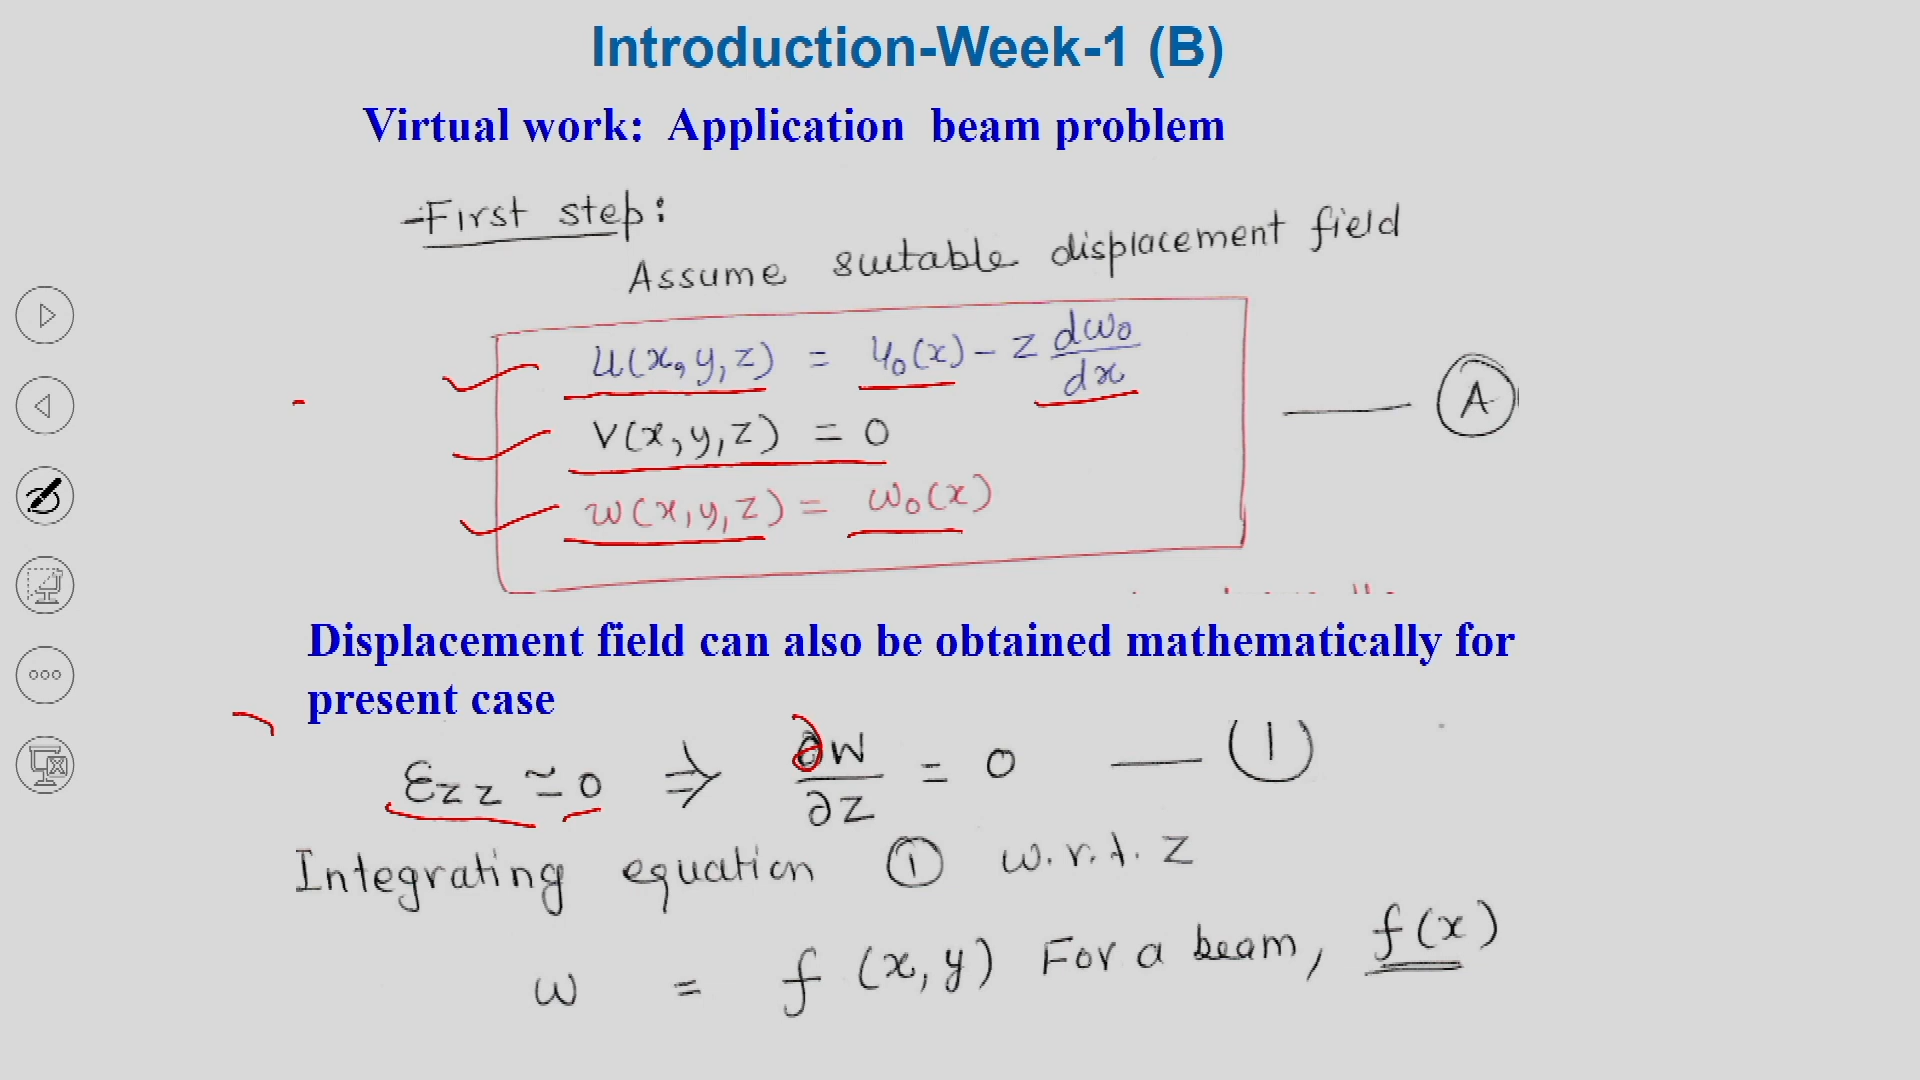 Introduction-Week-1 (B)
Virtual work: Application beam problem
-First step:
Assume suitable displacement field
u(x,y,z) = u₀(x) - z dw₀/dx
A
v(x,y,z) = 0
w(x,y,z) = w₀(x)
Displacement field can also be obtained mathematically for
present case
εzz ≃ 0 ⇒ ∂w/∂z = 0 — ①
Integrating equation ① w.r.t. z
w = f(x,y) For a beam, f(x)